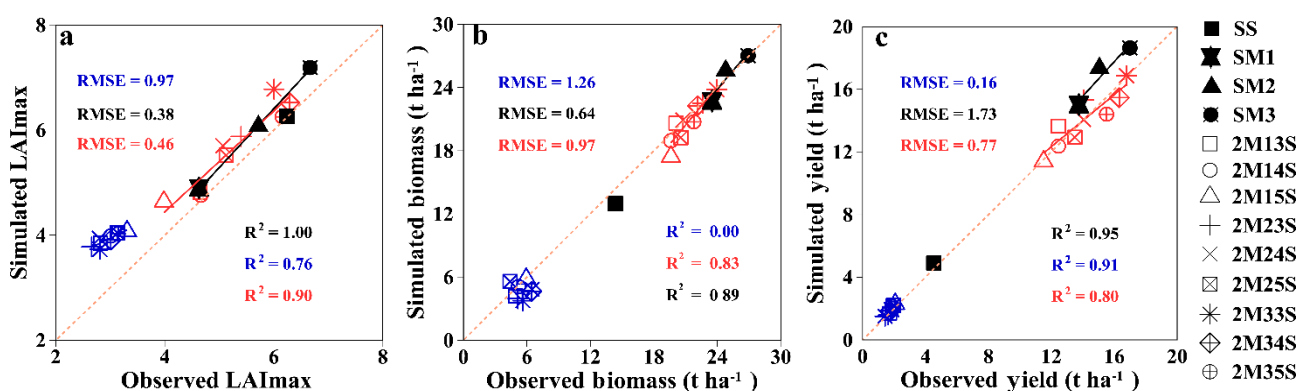 a
Simulated LAImax
8
6
4
2
RMSE = 0.97
RMSE = 0.38
RMSE = 0.46
R² = 1.00
R² = 0.76
R² = 0.90
2 4 6 8
Observed LAImax
b
Simulated biomass (t ha⁻¹)
30
24
18
12
6
0
RMSE = 1.26
RMSE = 0.64
RMSE = 0.97
R² = 0.00
R² = 0.83
R² = 0 89
0 6 12 18 24 30
Observed biomass (t ha⁻¹)
c
Simulated yield (t ha⁻¹)
20
16
12
8
4
0
RMSE = 0.16
RMSE = 1.73
RMSE = 0.77
R² = 0.95
R² = 0.91
R² = 0.80
0 4 8 12 16 20
Observed yield (t ha⁻¹)
SS
SM1
SM2
SM3
2M13S
2M14S
2M15S
2M23S
2M24S
2M25S
2M33S
2M34S
2M35S